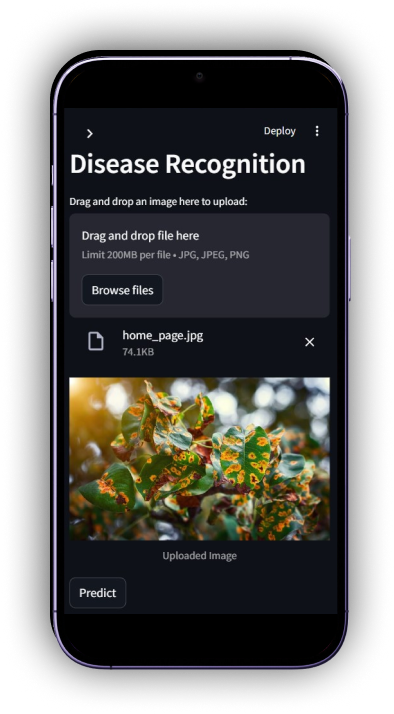 Deploy
Disease Recognition
Drag and drop an image here to upload:
Drag and drop file here
Limit 200MB per file • JPG, JPEG, PNG
Browse files
home_page.jpg
74.1KB
Uploaded Image
Predict